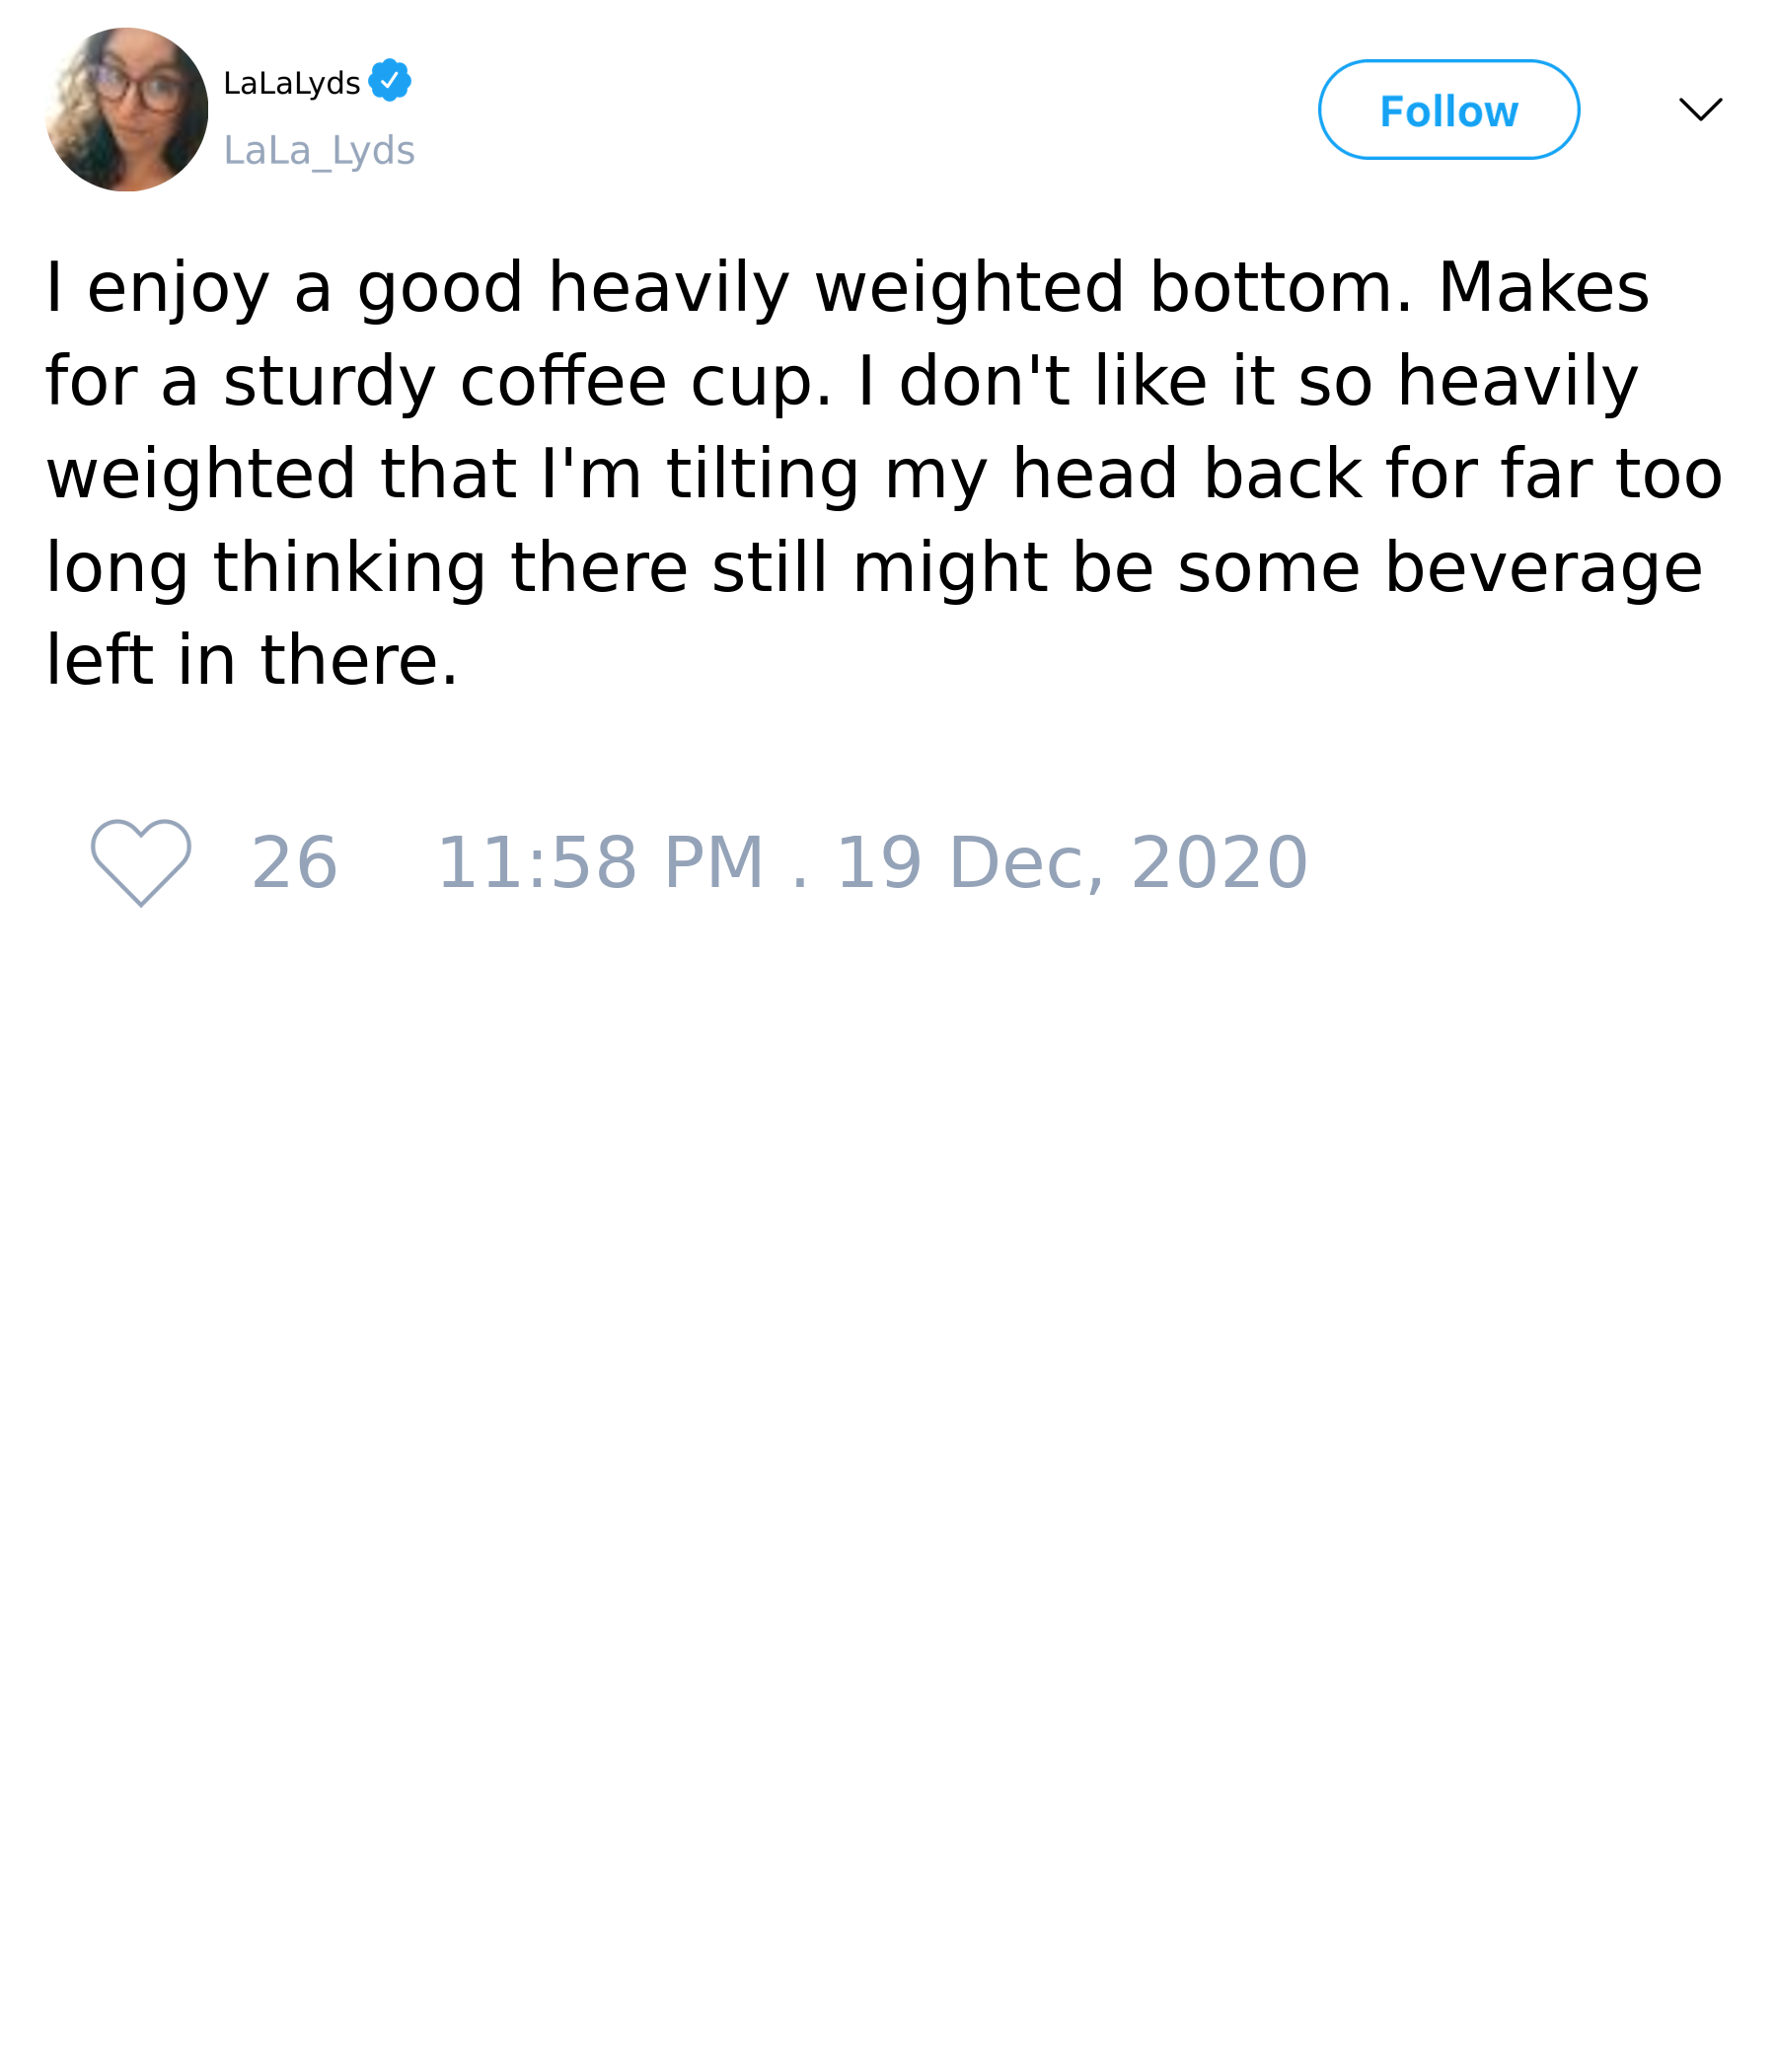 LaLaLyds
LaLa_Lyds
Follow
I enjoy a good heavily weighted bottom. Makes
for a sturdy coffee cup. I don't like it so heavily
weighted that I'm tilting my head back for far too
long thinking there still might be some beverage
left in there.
26 11:58 PM . 19 Dec, 2020